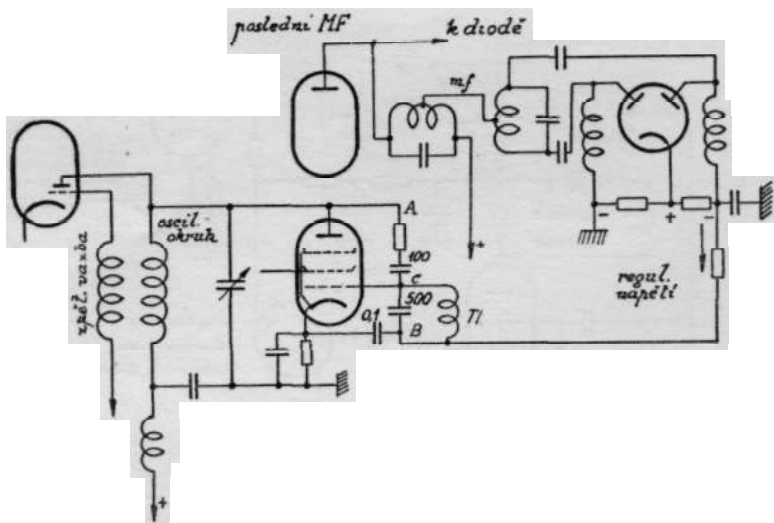 poslední MF
k diodě
mf
oscil.
okruh
zpět. vazba
A
100
c
500
0,1
B
Tl.
+
- + -
regul.
napětí
+